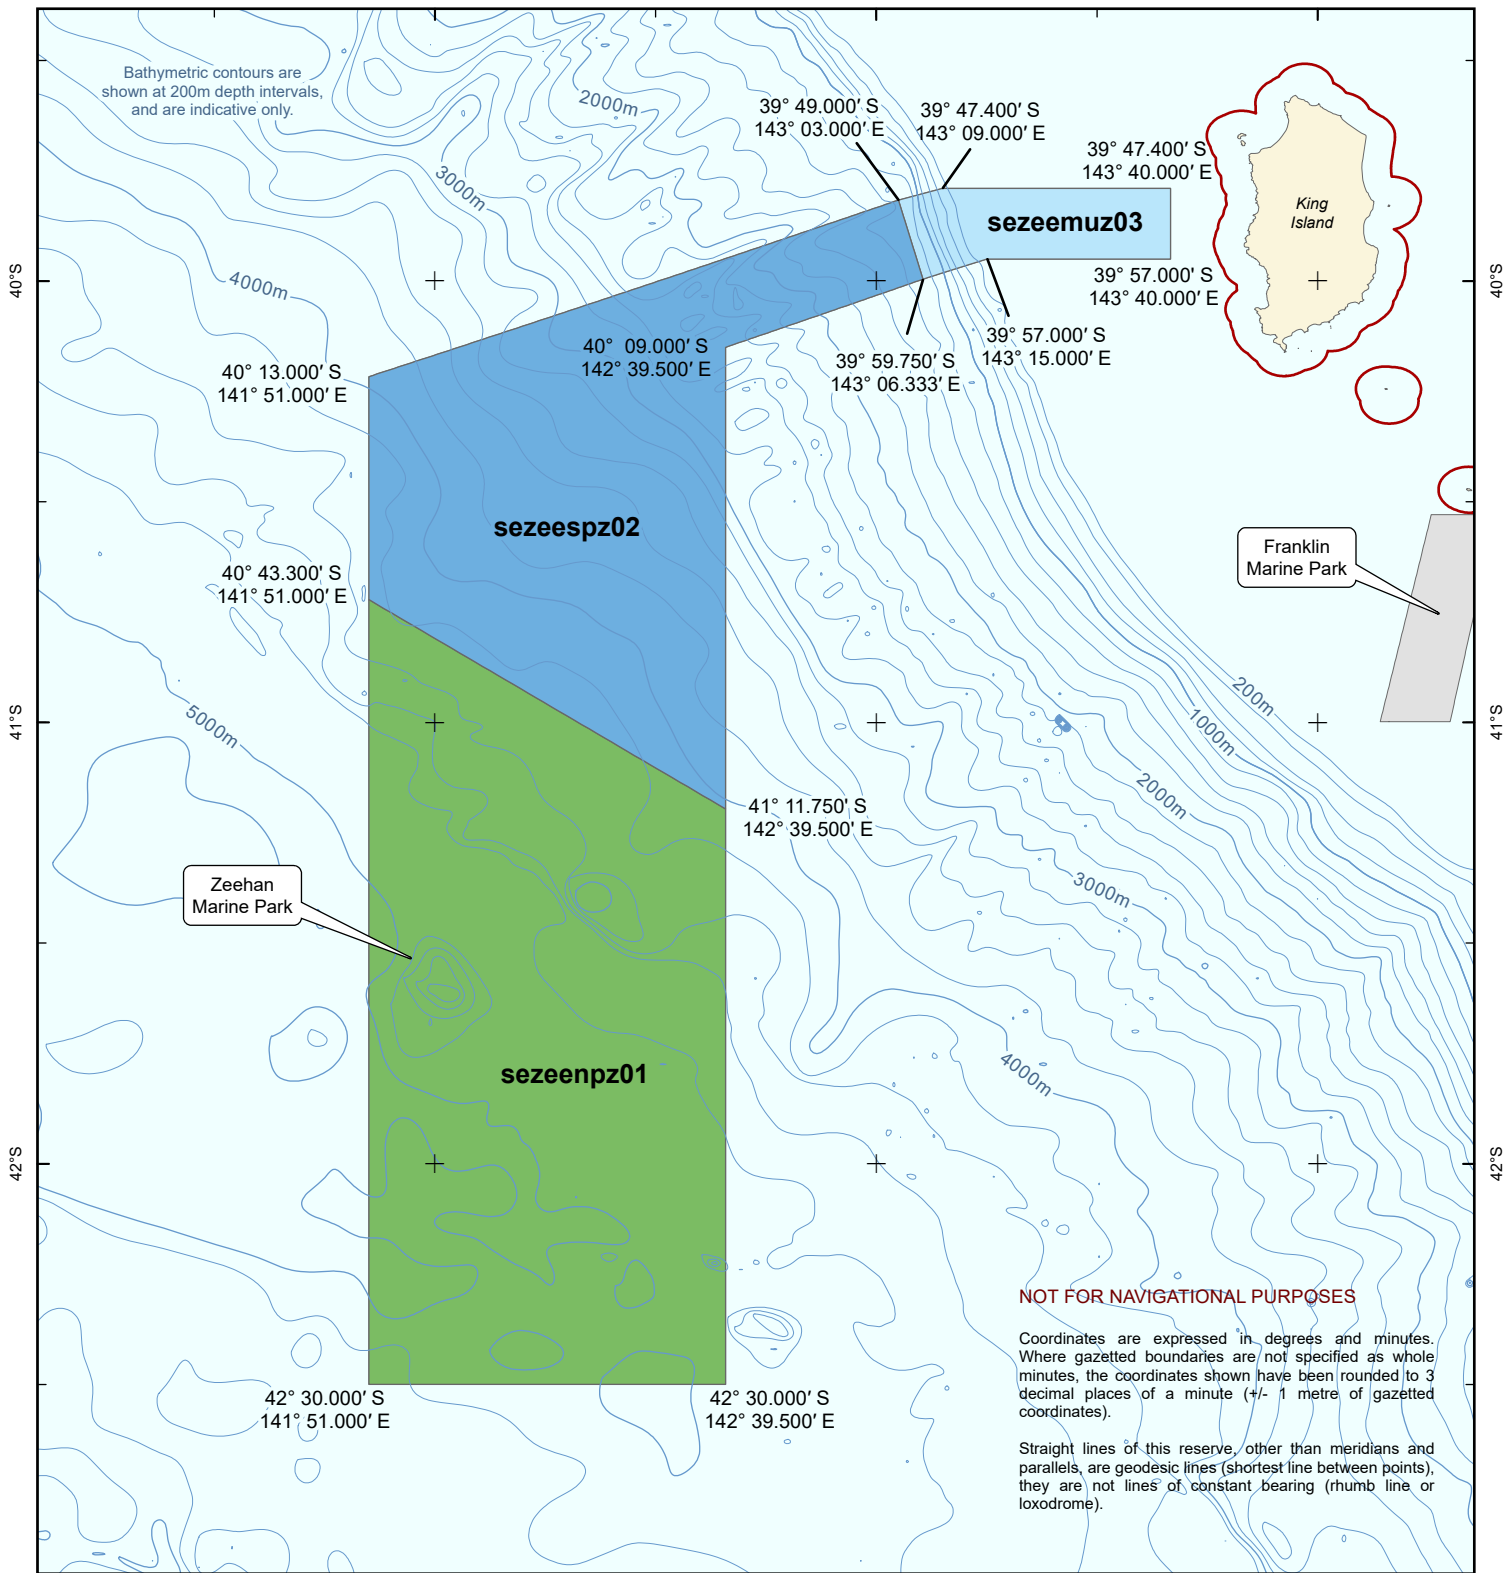 Bathymetric contours are
shown at 200m depth intervals,
and are indicative only.
2000m
39° 49.000' S
143° 03.000' E
39° 47.400' S
143° 09.000' E
39° 47.400' S
143° 40.000' E
3000m
King
Island
sezeemuz03
4000m
40°S
40°S
39° 57.000' S
143° 40.000' E
40° 09.000' S
142° 39.500' E
39° 57.000' S
143° 15.000' E
39° 59.750' S
143° 06.333' E
40° 13.000' S
141° 51.000' E
sezeespz02
Franklin
Marine Park
40° 43.300' S
141° 51.000' E
200m
5000m
1000m
41°S
41°S
2000m
41° 11.750' S
142° 39.500' E
Zeehan
Marine Park
3000m
4000m
sezeenpz01
42°S
42°S
NOT FOR NAVIGATIONAL PURPOSES
Coordinates are expressed in degrees and minutes.
Where gazetted boundaries are not specified as whole
minutes, the coordinates shown have been rounded to 3
decimal places of a minute (+/- 1 metre of gazetted
coordinates).
42° 30.000' S
141° 51.000' E
42° 30.000' S
142° 39.500' E
Straight lines of this reserve, other than meridians and
parallels, are geodesic lines (shortest line between points),
they are not lines of constant bearing (rhumb line or
loxodrome).